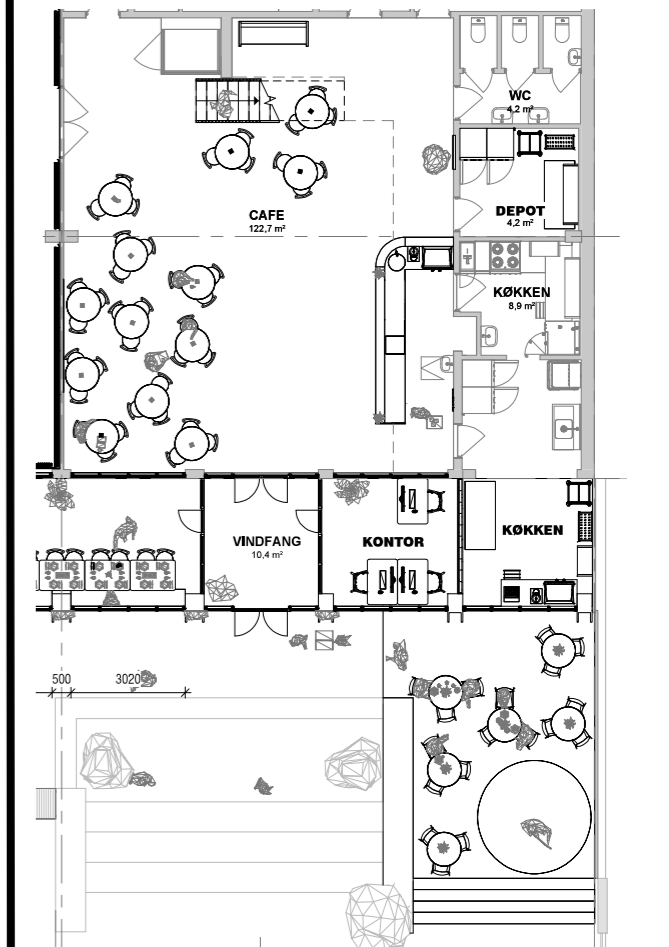 WC
4,2 m²
DEPOT
4,2 m²
CAFE
122,7 m²
KØKKEN
8,9 m²
VINDFANG
10,4 m²
KONTOR
KØKKEN
500
3020